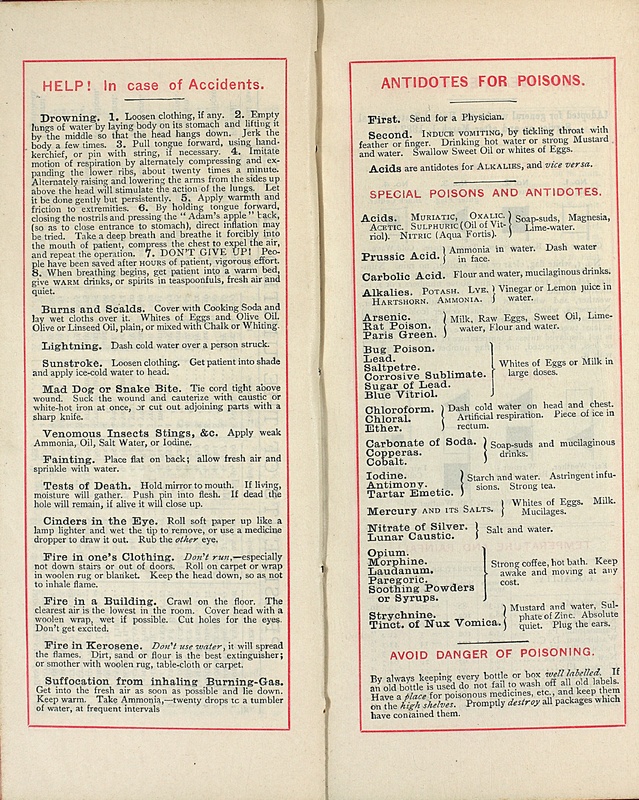 HELP! In case of Accidents.
Drowning. 1. Loosen clothing, if any. 2. Empty
lungs of water by laying body on its stomach and lifting it
by the middle so that the head hangs down. Jerk the
body a few times. 3. Pull tongue forward, using hand-
kerchief, or pin with string, if necessary. 4. Imitate
motion of respiration by alternately compressing and ex-
panding the lower ribs, about twenty times a minute.
Alternately raising and lowering the arms from the sides up
above the head will stimulate the action of the lungs. Let
it be done gently but persistently. 5. Apply warmth and
friction to extremities. 6. By holding tongue forward,
closing the nostrils and pressing the "Adam's apple" back,
(so as to close entrance to stomach), direct inflation may
be tried. Take a deep breath and breathe it forcibly into
the mouth of patient, compress the chest to expel the air,
and repeat the operation. 7. DON'T GIVE UP! Peo-
ple have been saved after HOURS of patient, vigorous effort.
8. When breathing begins, get patient into a warm bed,
give WARM drinks, or spirits in teaspoonfuls, fresh air and
quiet.
Burns and Scalds. Cover with Cooking Soda and
lay wet cloths over it. Whites of Eggs and Olive Oil.
Olive or Linseed Oil, plain, or mixed with Chalk or Whiting.
Lightning. Dash cold water over a person struck.
Sunstroke. Loosen clothing. Get patient into shade
and apply ice-cold water to head.
Mad Dog or Snake Bite. Tie cord tight above
wound. Suck the wound and cauterize with caustic or
white-hot iron at once, or cut out adjoining parts with a
sharp knife.
Venomous Insects Stings, &c. Apply weak
Ammonia, Oil, Salt Water, or Iodine.
Fainting. Place flat on back; allow fresh air and
sprinkle with water.
Tests of Death. Hold mirror to mouth. If living,
moisture will gather. Push pin into flesh. If dead the
hole will remain, if alive it will close up.
Cinders in the Eye. Roll soft paper up like a
lamp lighter and wet the tip to remove, or use a medicine
dropper to draw it out. Rub the other eye.
Fire in one's Clothing. Don't run,—especially
not down stairs or out of doors. Roll on carpet or wrap
in woolen rug or blanket. Keep the head down, so as not
to inhale flame.
Fire in a Building. Crawl on the floor. The
clearest air is the lowest in the room. Cover head with a
woolen wrap, wet if possible. Cut holes for the eyes.
Don't get excited.
Fire in Kerosene. Don't use water, it will spread
the flames. Dirt, sand or flour is the best extinguisher;
or smother with woolen rug, table-cloth or carpet.
Suffocation from inhaling Burning-Gas.
Get into the fresh air as soon as possible and lie down.
Keep warm. Take Ammonia,—twenty drops to a tumbler
of water, at frequent intervals
ANTIDOTES FOR POISONS.
First. Send for a Physician.
Second. INDUCE VOMITING, by tickling throat with
feather or finger. Drinking hot water or strong Mustard
and water. Swallow Sweet Oil or whites of Eggs.
Acids are antidotes for ALKALIES, and vice versa.
SPECIAL POISONS AND ANTIDOTES.
Acids. MURIATIC, OXALIC.
ACETIC. SULPHURIC (Oil of Vit-
riol). NITRIC (Aqua Fortis).
Soap-suds, Magnesia,
Lime-water.
Prussic Acid.
Ammonia in water. Dash water
in face.
Carbolic Acid. Flour and water, mucilaginous drinks.
Alkalies. POTASH. LYE.
HARTSHORN. AMMONIA.
Vinegar or Lemon juice in
water.
Arsenic.
Rat Poison.
Paris Green.
Milk, Raw Eggs, Sweet Oil, Lime-
water, Flour and water.
Bug Poison.
Lead.
Saltpetre.
Corrosive Sublimate.
Sugar of Lead.
Blue Vitriol.
Whites of Eggs or Milk in
large doses.
Chloroform.
Chloral.
Ether.
Dash cold water on head and chest.
Artificial respiration. Piece of ice in
rectum.
Carbonate of Soda.
Copperas.
Cobalt.
Soap-suds and mucilaginous
drinks.
Iodine.
Antimony.
Tartar Emetic.
Starch and water. Astringent infu-
sions. Strong tea.
Mercury AND ITS SALTS.
Whites of Eggs. Milk.
Mucilages.
Nitrate of Silver.
Lunar Caustic.
Salt and water.
Opium.
Morphine.
Laudanum.
Paregoric.
Soothing Powders
or Syrups.
Strong coffee, hot bath. Keep
awake and moving at any
cost.
Strychnine.
Tinct. of Nux Vomica.
Mustard and water, Sul-
phate of Zinc. Absolute
quiet. Plug the ears.
AVOID DANGER OF POISONING.
By always keeping every bottle or box well labelled. If
an old bottle is used do not fail to wash off all old labels.
Have a place for poisonous medicines, etc., and keep them
on the high shelves. Promptly destroy all packages which
have contained them.